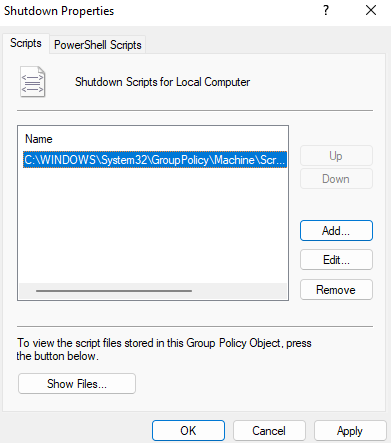 Shutdown Properties
?
Scripts
PowerShell Scripts
Shutdown Scripts for Local Computer
Name
C:\WINDOWS\System32\GroupPolicy\Machine\Scr...
Up
Down
Add...
Edit...
Remove
To view the script files stored in this Group Policy Object, press
the button below.
Show Files...
OK
Cancel
Apply